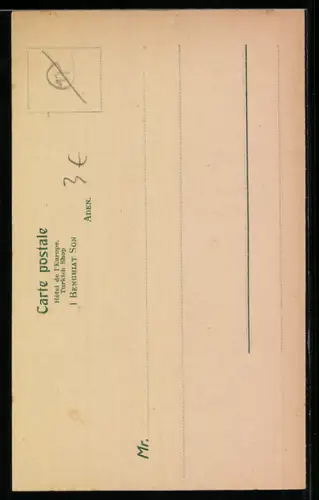 Carte postale
Hôtel de l'Europe.
Turkish Shop
I Benghiat Son
Aden.
3 €
Mr.